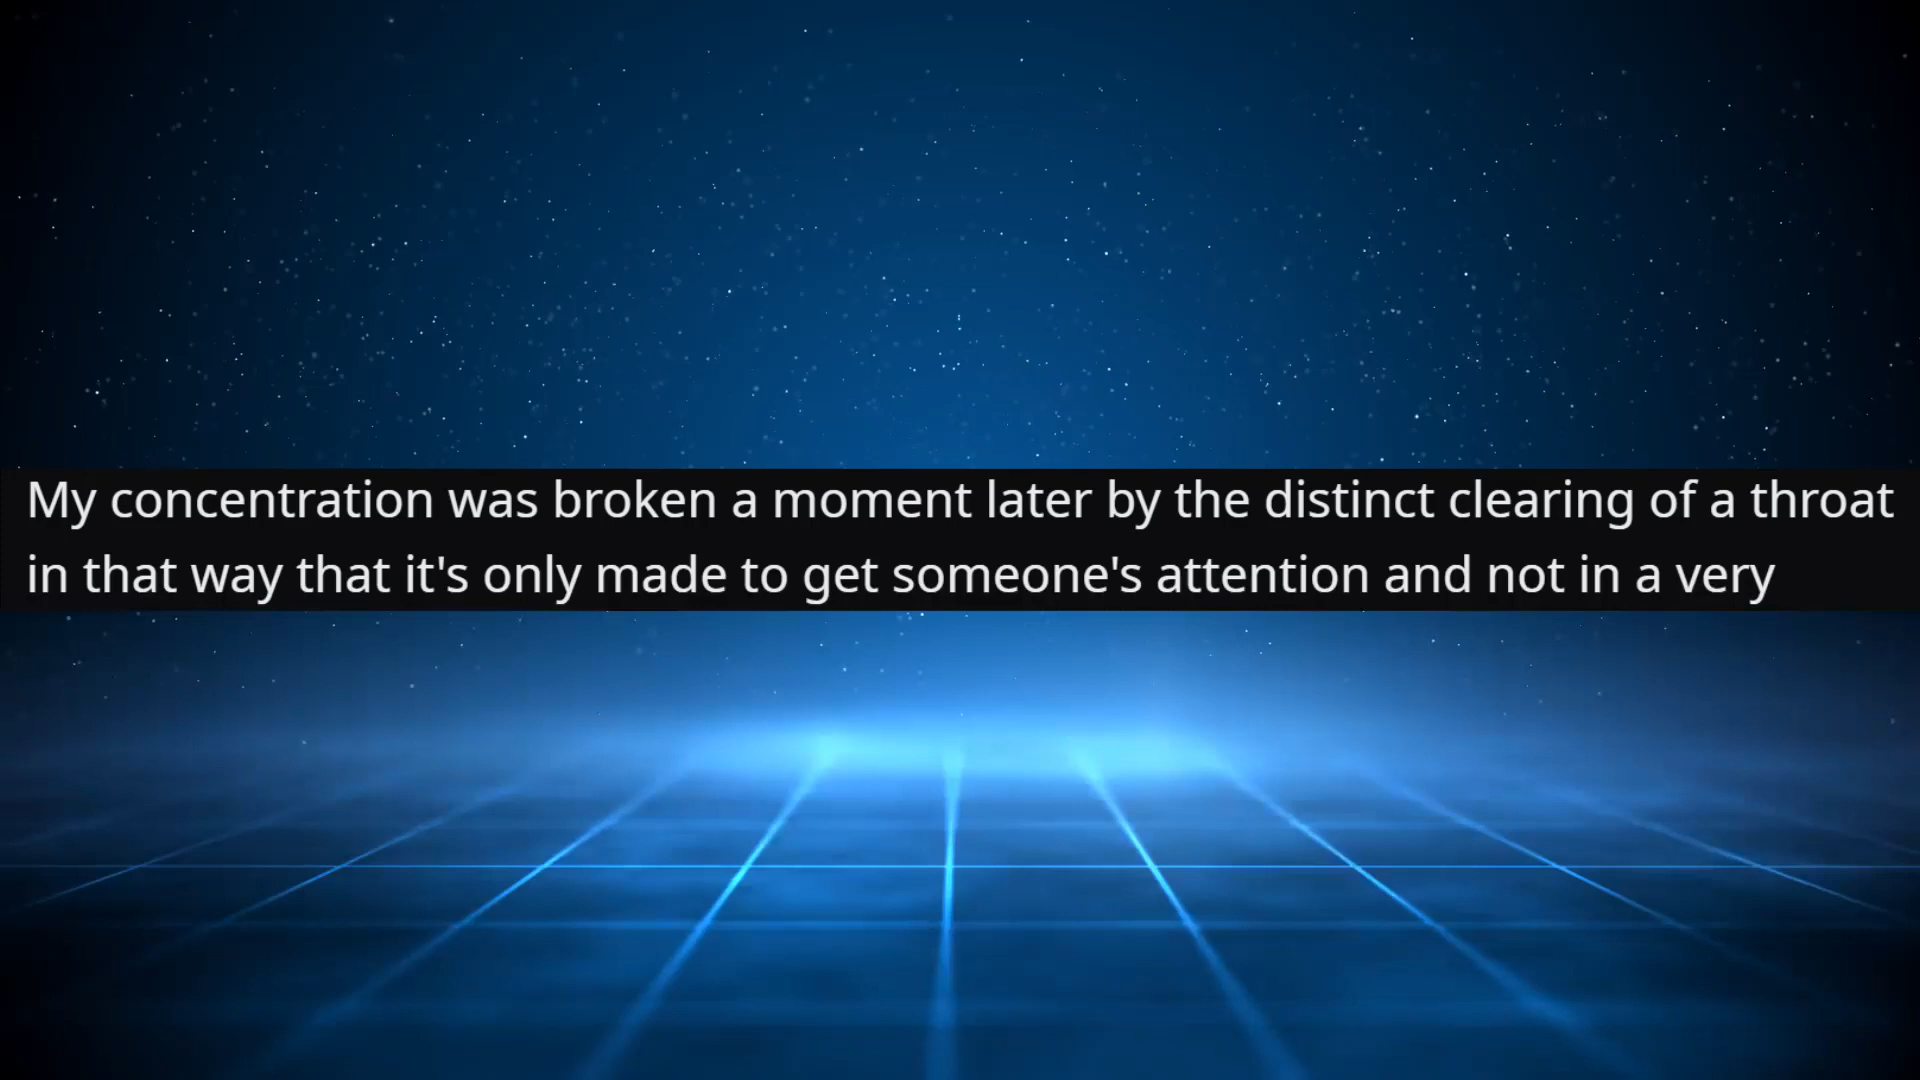 My concentration was broken a moment later by the distinct clearing of a throat
in that way that it's only made to get someone's attention and not in a very